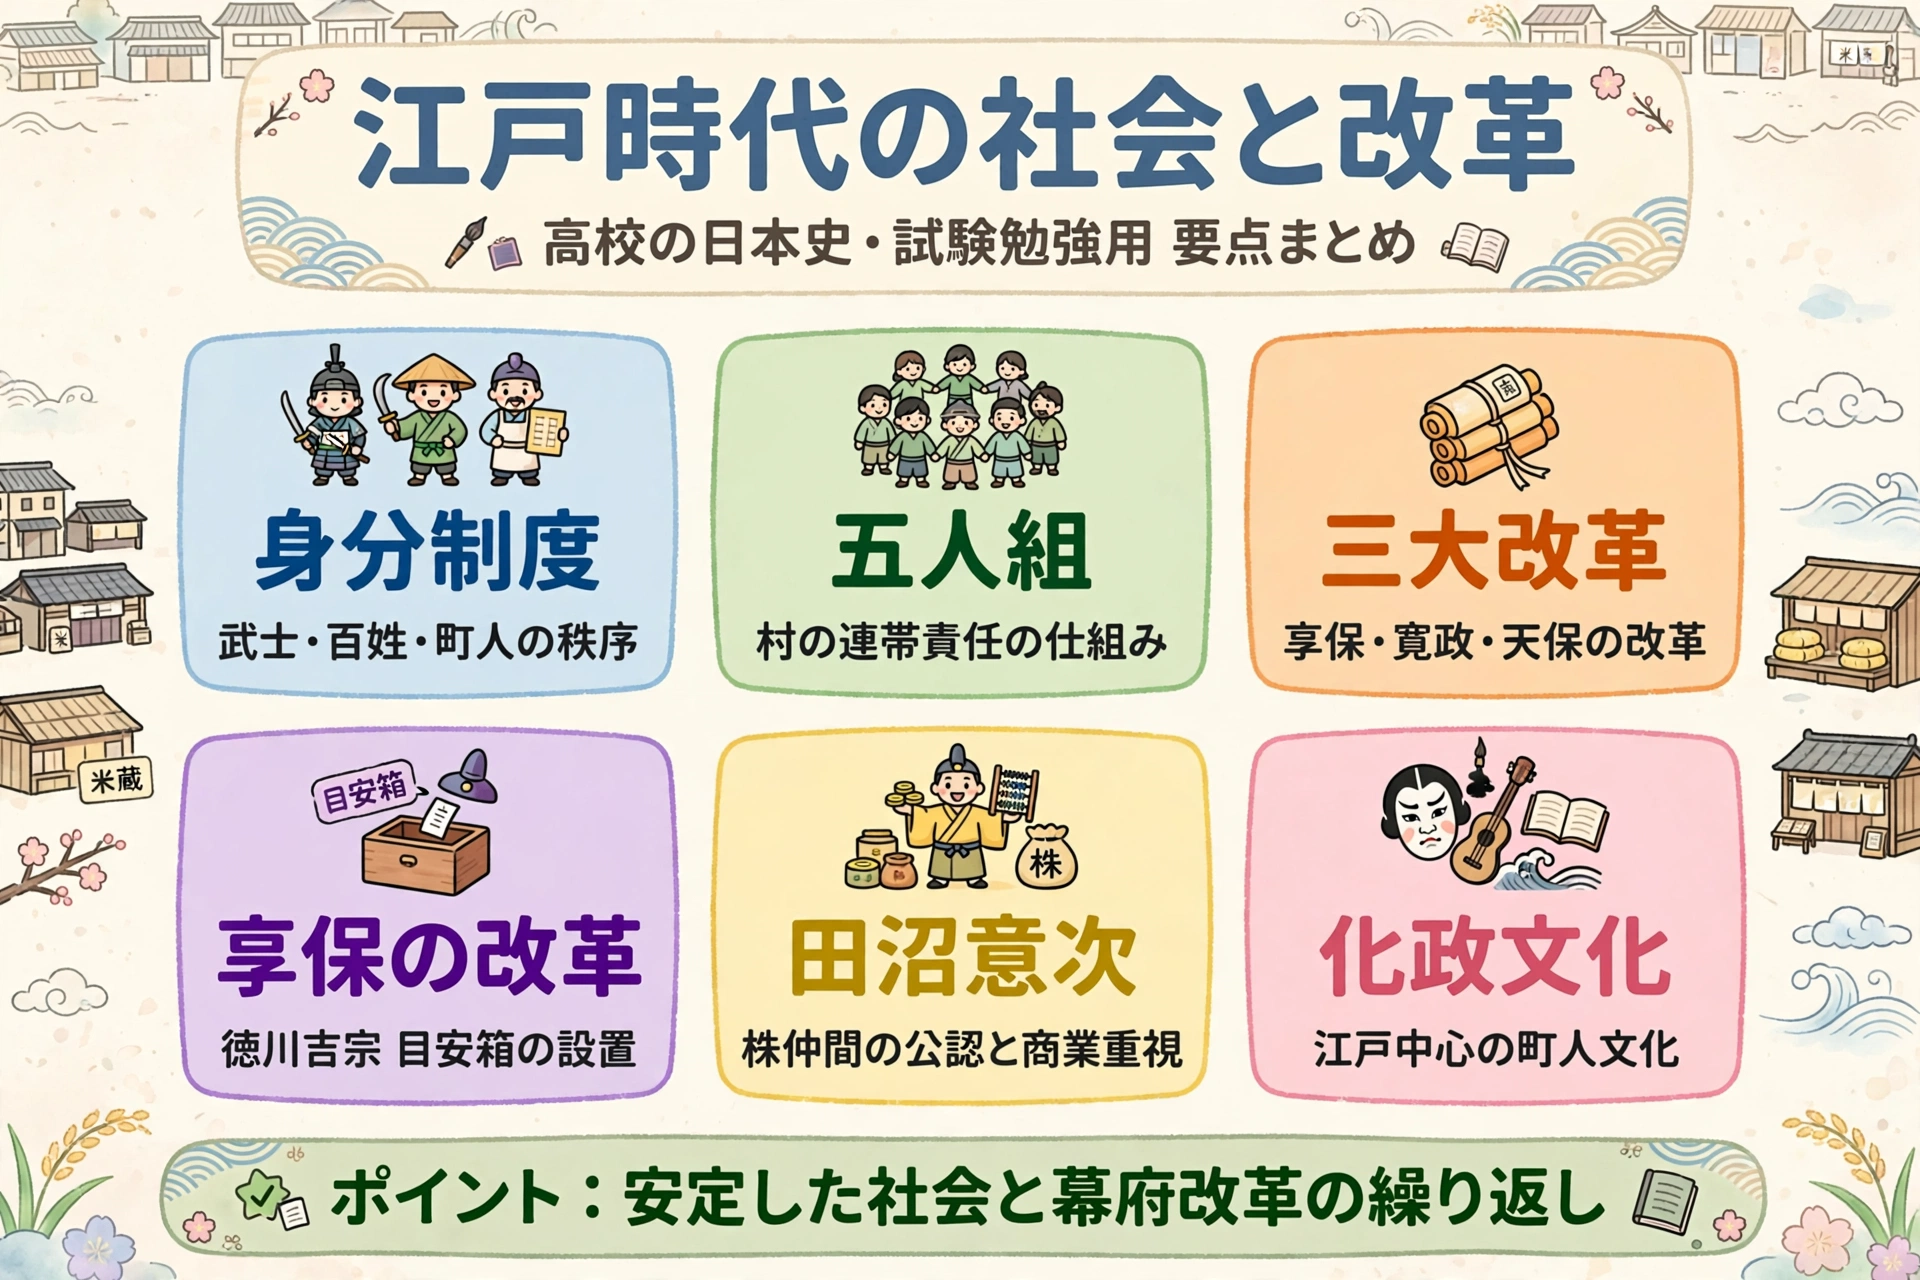 江戸時代の社会と改革
高校の日本史・試験勉強用 要点まとめ
身分制度
武士・百姓・町人の秩序
五人組
村の連帯責任の仕組み
三大改革
享保・寛政・天保の改革
目安箱
享保の改革
徳川吉宗 目安箱の設置
株
田沼意次
株仲間の公認と商業重視
化政文化
江戸中心の町人文化
米
米
米蔵
ポイント：安定した社会と幕府改革の繰り返し